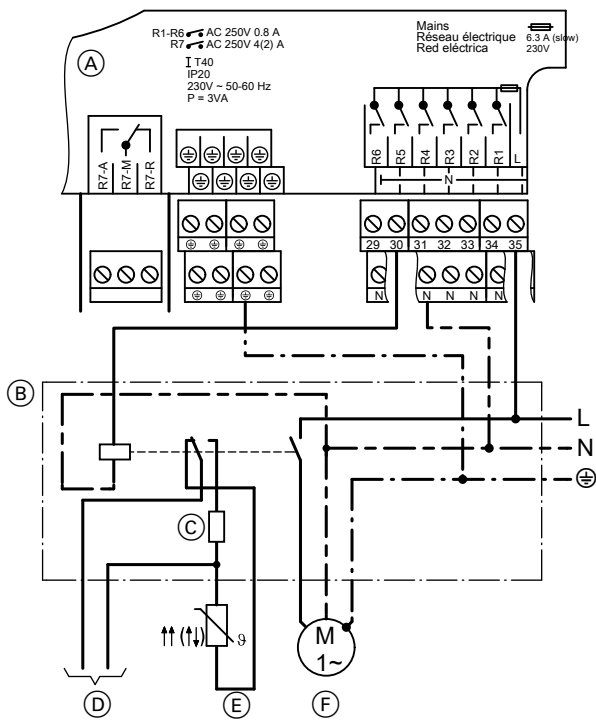 R1-R6 AC 250V 0.8 A
R7 AC 250V 4(2) A
T40
IP20
230V ~ 50-60 Hz
P = 3VA
Mains
Réseau électrique 6.3 A (slow)
Red eléctrica 230V
A
R7-A R7-M R7-R
R6 R5 R4 R3 R2 R1 L
N
29 30 31 32 33 34 35
N N N N N
B
L
N
C
ϑ
M
1~
D
E
F